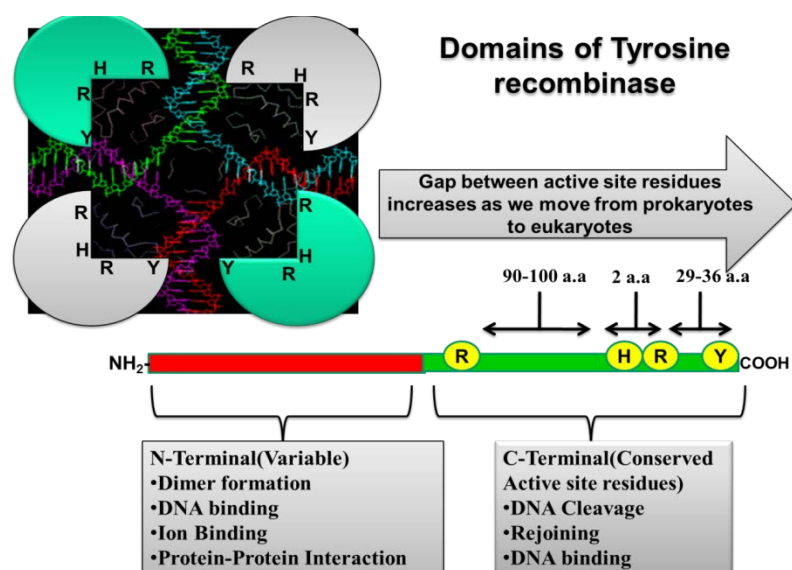 H R
R
Y
R
H
R
Y
R
H
R Y
R
H
Y R
Domains of Tyrosine
recombinase
Gap between active site residues
increases as we move from prokaryotes
to eukaryotes
90-100 a.a 2 a.a 29-36 a.a
NH2- R H R Y COOH
N-Terminal(Variable)
•Dimer formation
•DNA binding
•Ion Binding
•Protein-Protein Interaction
C-Terminal(Conserved
Active site residues)
•DNA Cleavage
•Rejoining
•DNA binding